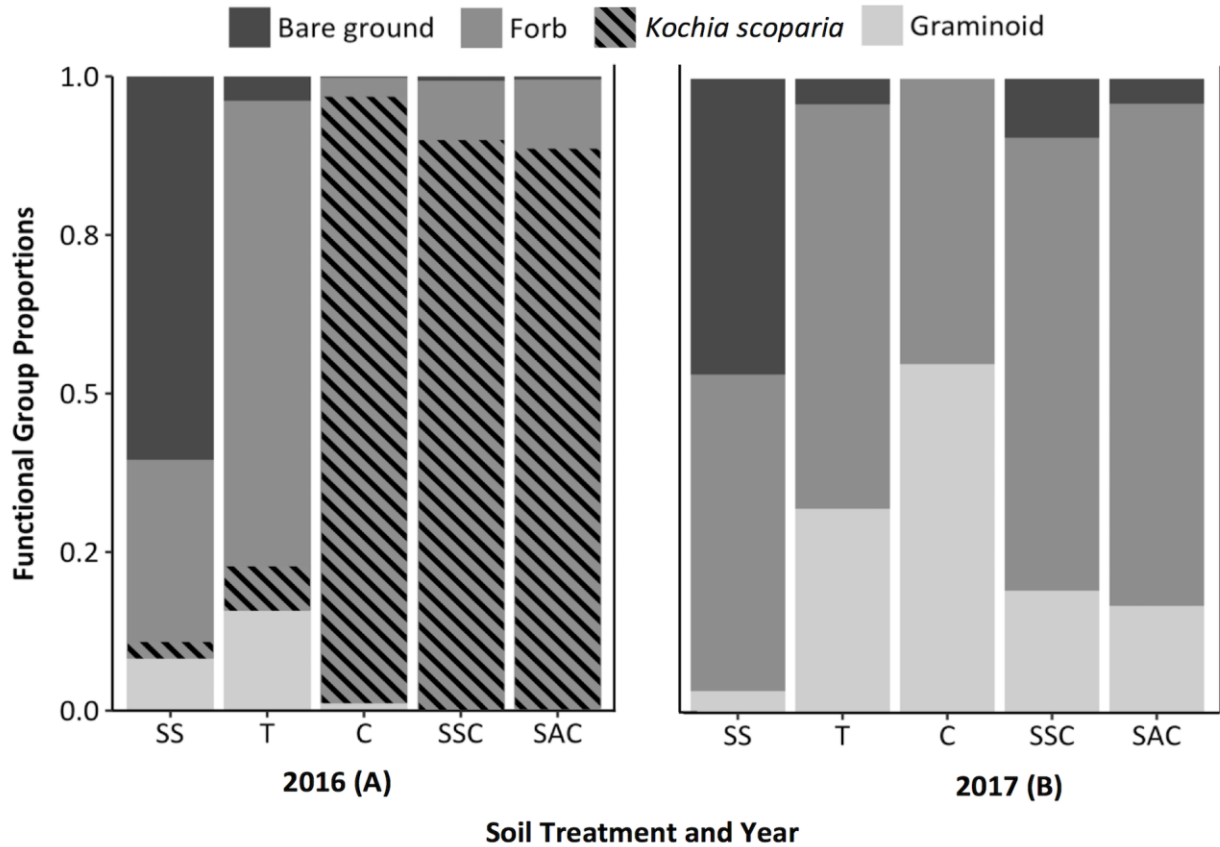 Bare ground Forb Kochia scoparia Graminoid
1.0
0.8
0.5
0.2
0.0
Functional Group Proportions
SS T C SSC SAC SS T C SSC SAC
2016 (A) 2017 (B)
Soil Treatment and Year